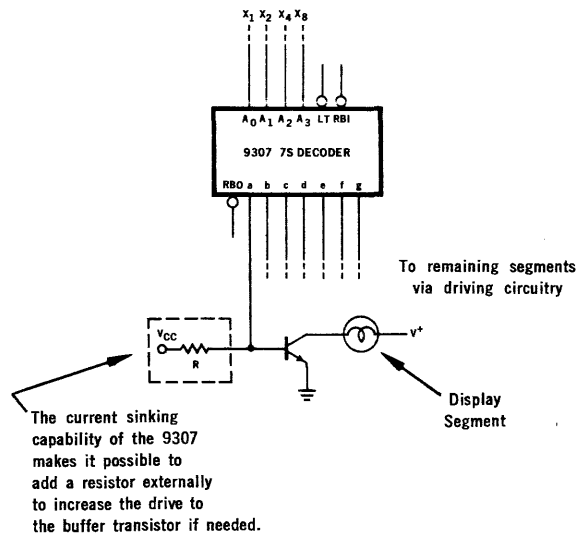 X1 X2 X4 X8
A0 A1 A2 A3 LT RBI
9307 7S DECODER
RBO a b c d e f g
To remaining segments
via driving circuitry
VCC
R
V+
Display
Segment
The current sinking
capability of the 9307
makes it possible to
add a resistor externally
to increase the drive to
the buffer transistor if needed.